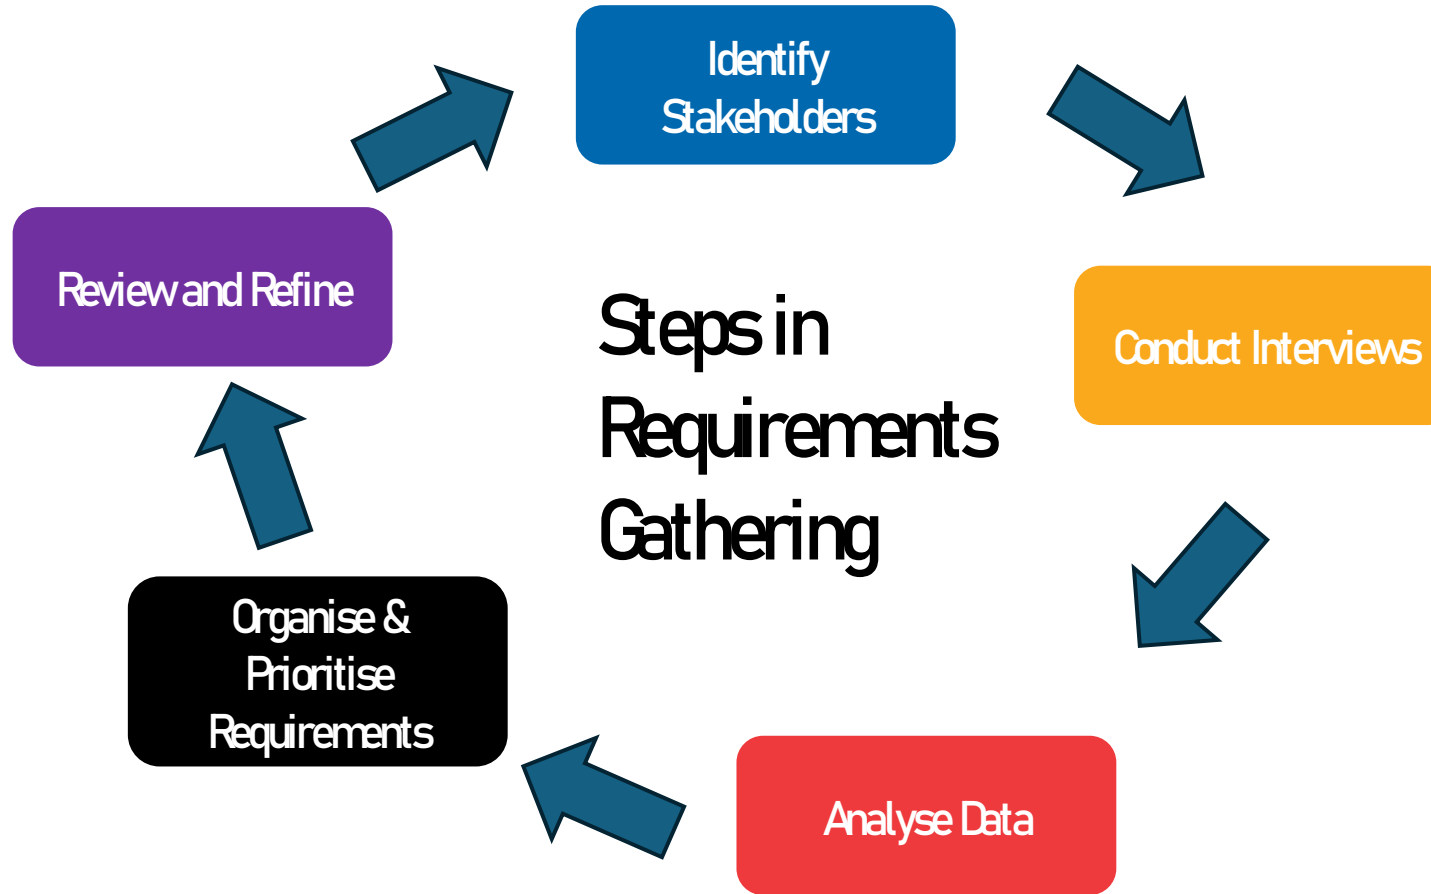 Identify
Stakeholders
Review and Refine
Steps in
Requirements
Gathering
Conduct Interviews
Organise &
Prioritise
Requirements
Analyse Data